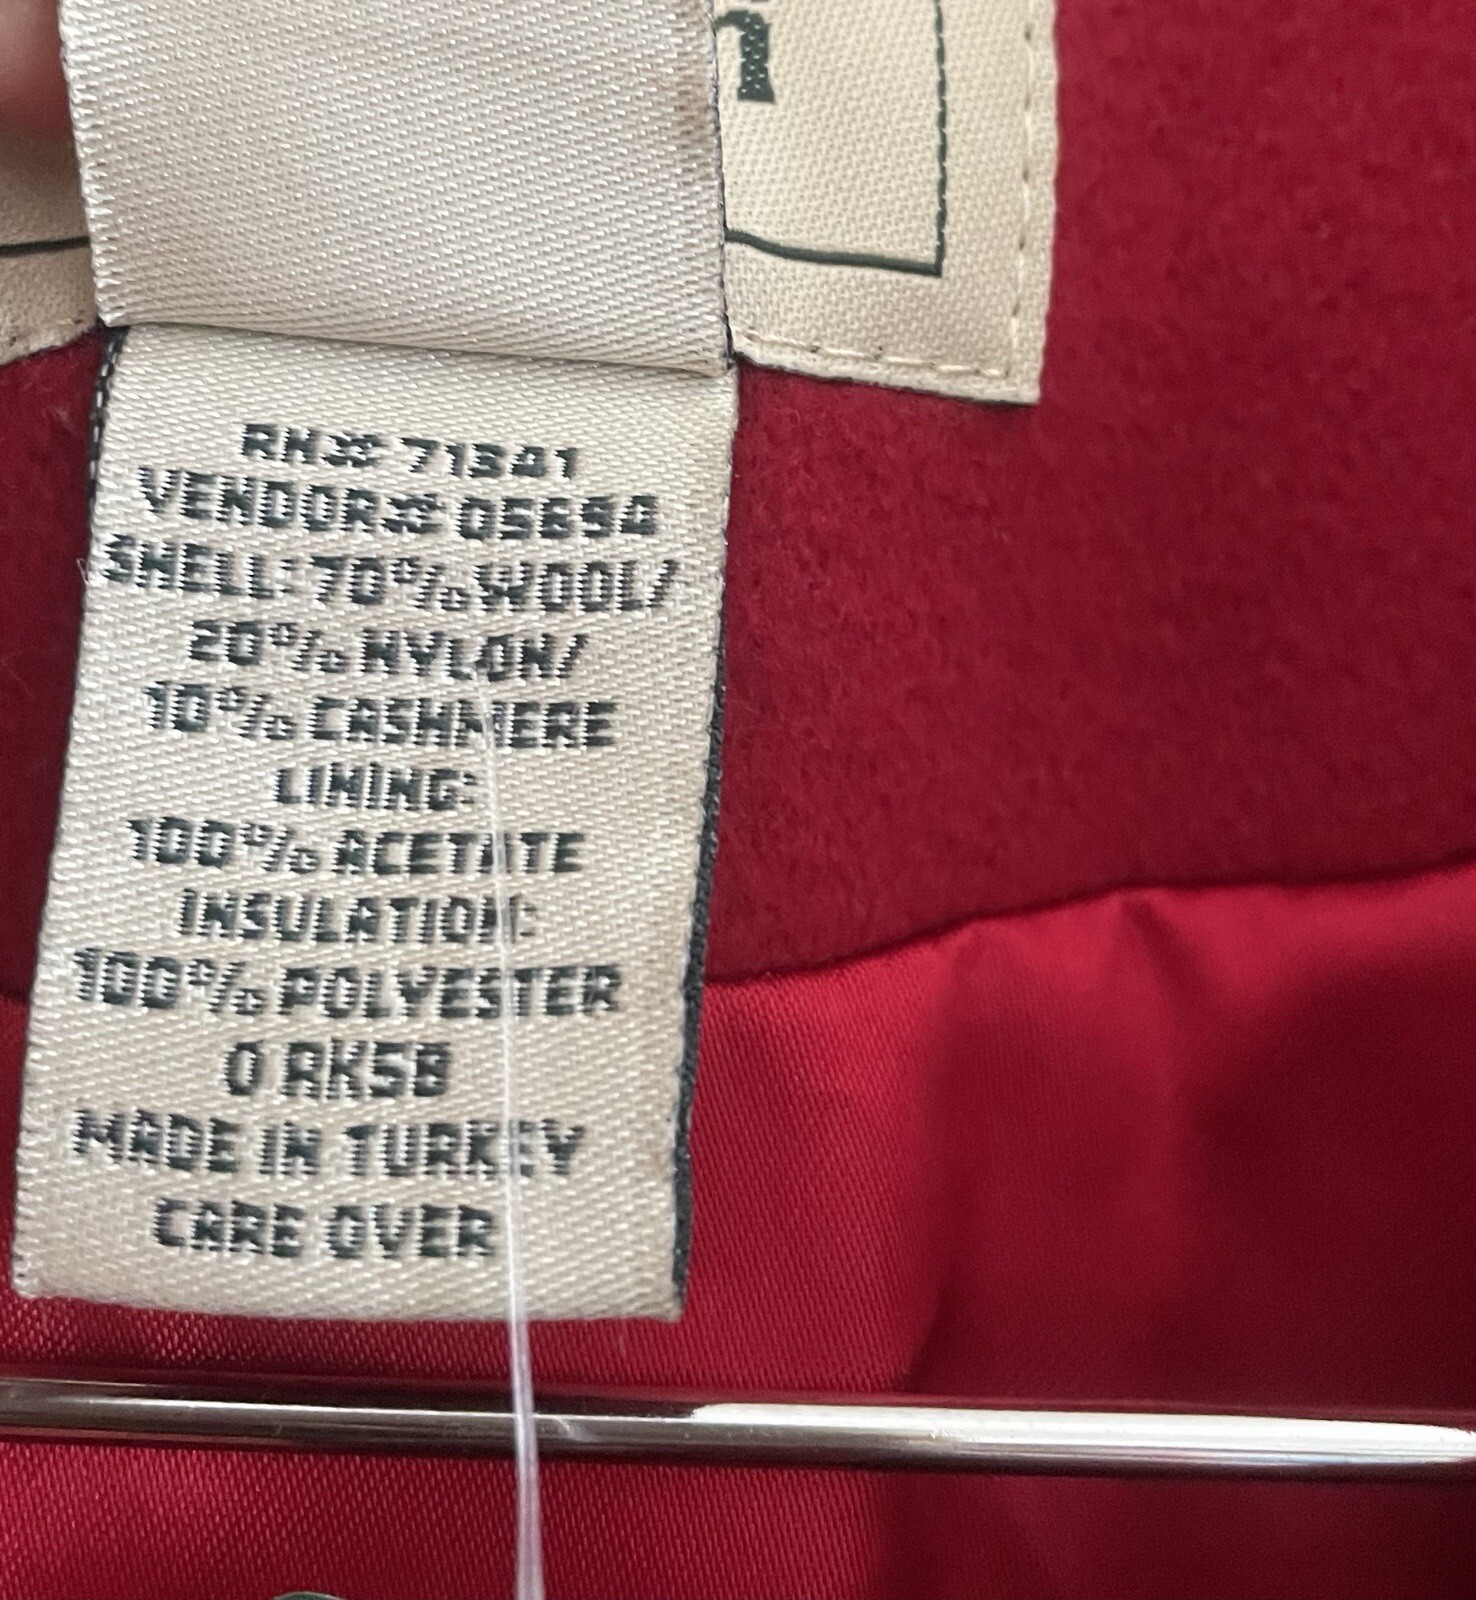 RN# 71341
VENDOR# 05694
SHELL: 70% WOOL/
20% NYLON/
10% CASHMERE
LINING:
100% ACETATE
INSULATION:
100% POLYESTER
0 RK58
MADE IN TURKEY
CARE OVER